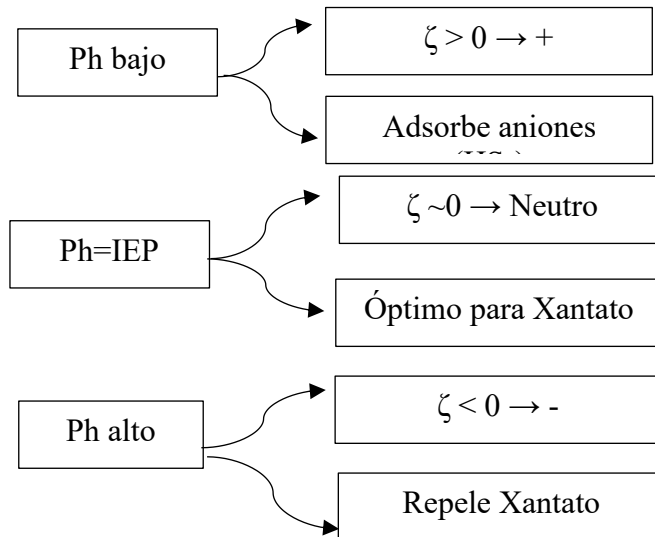 Ph bajo
ζ > 0 → +
Adsorbe aniones
Ph=IEP
ζ ~0 → Neutro
Óptimo para Xantato
Ph alto
ζ < 0 → -
Repele Xantato